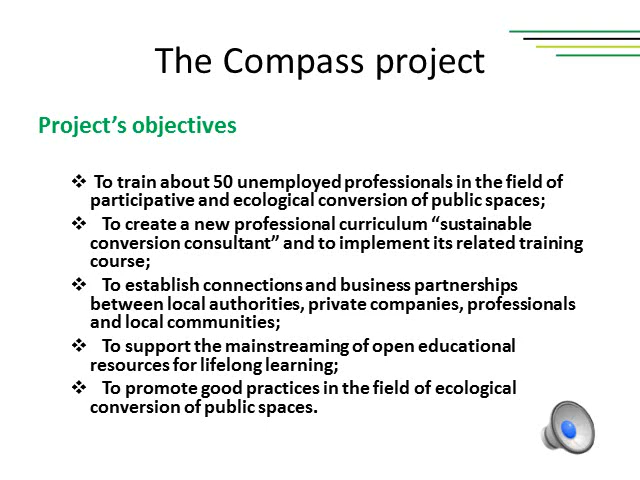 The Compass project
Project’s objectives
❖ To train about 50 unemployed professionals in the field of
participative and ecological conversion of public spaces;
❖ To create a new professional curriculum “sustainable
conversion consultant” and to implement its related training
course;
❖ To establish connections and business partnerships
between local authorities, private companies, professionals
and local communities;
❖ To support the mainstreaming of open educational
resources for lifelong learning;
❖ To promote good practices in the field of ecological
conversion of public spaces.